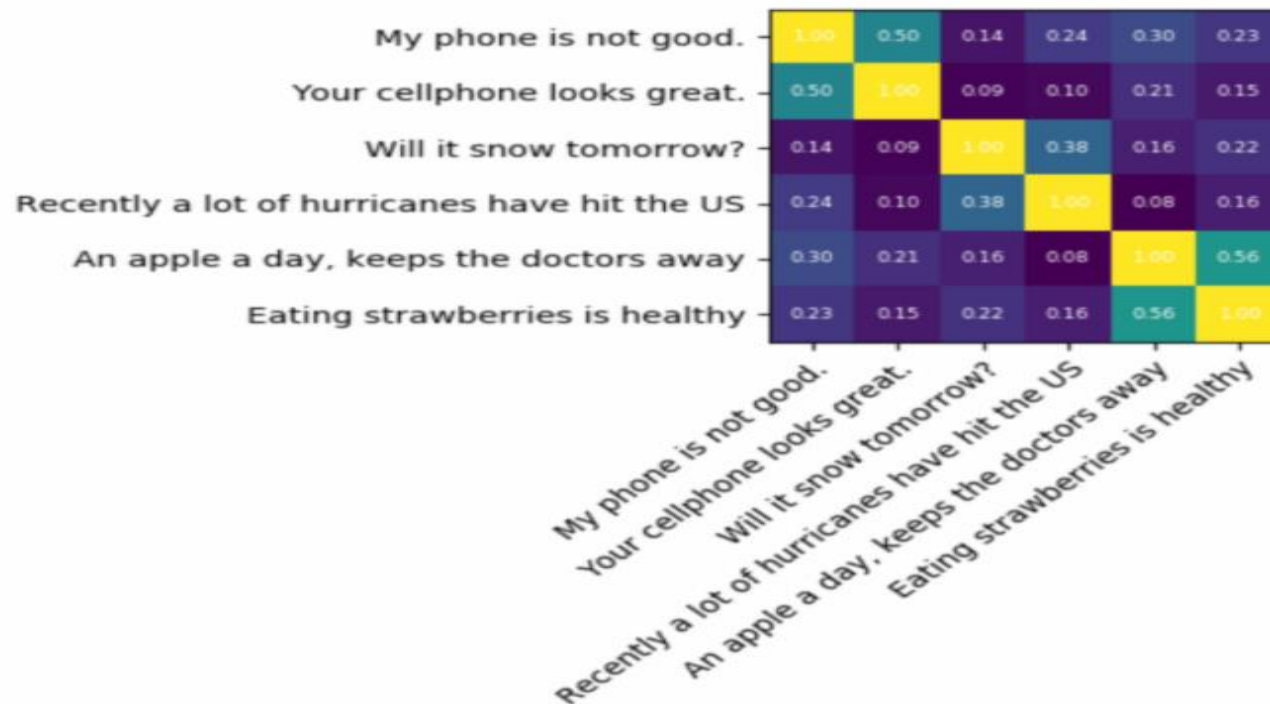 My phone is not good. 1.00 0.50 0.14 0.24 0.30 0.23
Your cellphone looks great. 0.50 1.00 0.09 0.10 0.21 0.15
Will it snow tomorrow? 0.14 0.09 1.00 0.38 0.16 0.22
Recently a lot of hurricanes have hit the US 0.24 0.10 0.38 1.00 0.08 0.16
An apple a day, keeps the doctors away 0.30 0.21 0.16 0.08 1.00 0.56
Eating strawberries is healthy 0.23 0.15 0.22 0.16 0.56 1.00
My phone is not good.
Your cellphone looks great.
Will it snow tomorrow?
Recently a lot of hurricanes have hit the US
An apple a day, keeps the doctors away
Eating strawberries is healthy